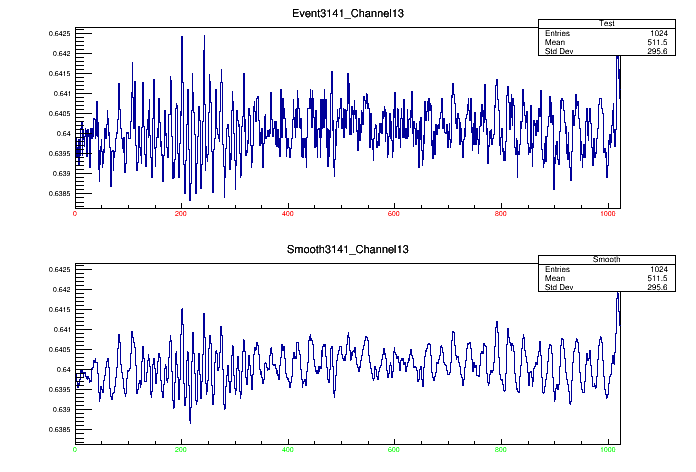 Event3141_Channel13
Test
Entries 1024
Mean 511.5
Std Dev 295.6
0.6425
0.642
0.6415
0.641
0.6405
0.64
0.6395
0.639
0.6385
0 200 400 600 800 1000
Smooth3141_Channel13
Smooth
Entries 1024
Mean 511.5
Std Dev 295.6
0.6425
0.642
0.6415
0.641
0.6405
0.64
0.6395
0.639
0.6385
0 200 400 600 800 1000